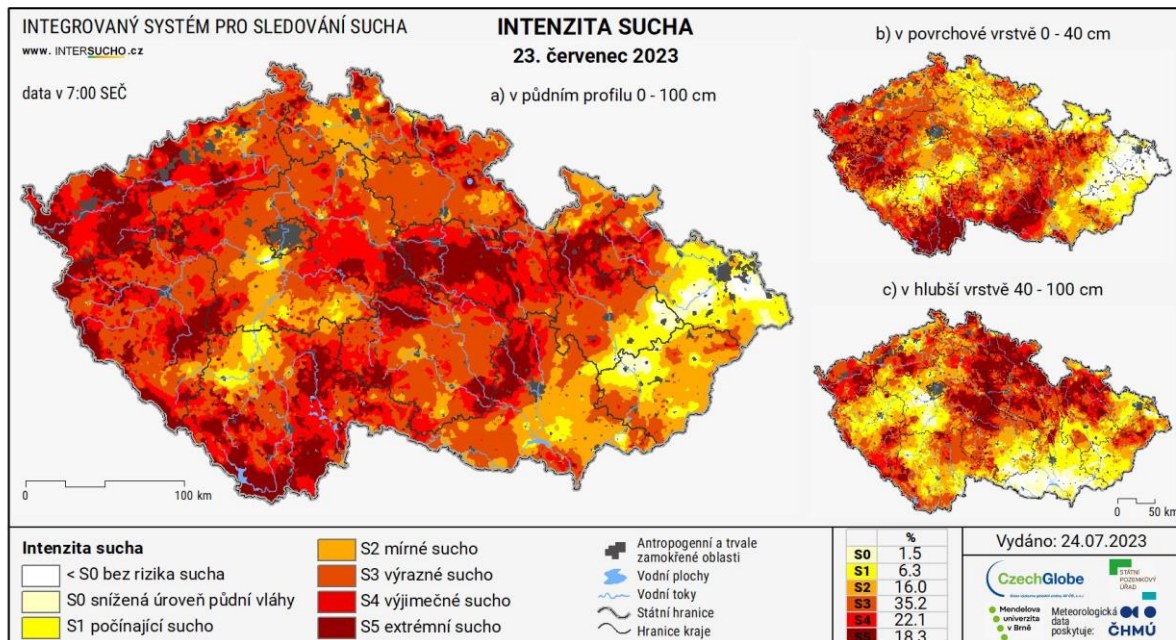 INTEGROVANÝ SYSTÉM PRO SLEDOVÁNÍ SUCHA
www. INTERSUCHO.cz
data v 7:00 SEČ
INTENZITA SUCHA
23. červenec 2023
a) v půdním profilu 0 - 100 cm
b) v povrchové vrstvě 0 - 40 cm
c) v hlubší vrstvě 40 - 100 cm
0 100 km
0 50 km
Intenzita sucha
< S0 bez rizika sucha
S0 snížená úroveň půdní vláhy
S1 počínající sucho
S2 mírné sucho
S3 výrazné sucho
S4 výjimečné sucho
S5 extrémní sucho
Antropogenní a trvale
zamokřené oblasti
Vodní plochy
Vodní toky
Státní hranice
Hranice kraje
%
S0 1.5
S1 6.3
S2 16.0
S3 35.2
S4 22.1
S5 18.3
Vydáno: 24.07.2023
CzechGlobe
STÁTNÍ
POZEMKOVÝ
ÚŘAD
Mendelova
univerzita
v Brně
Meteorologická
data
poskytuje:
ČHMÚ